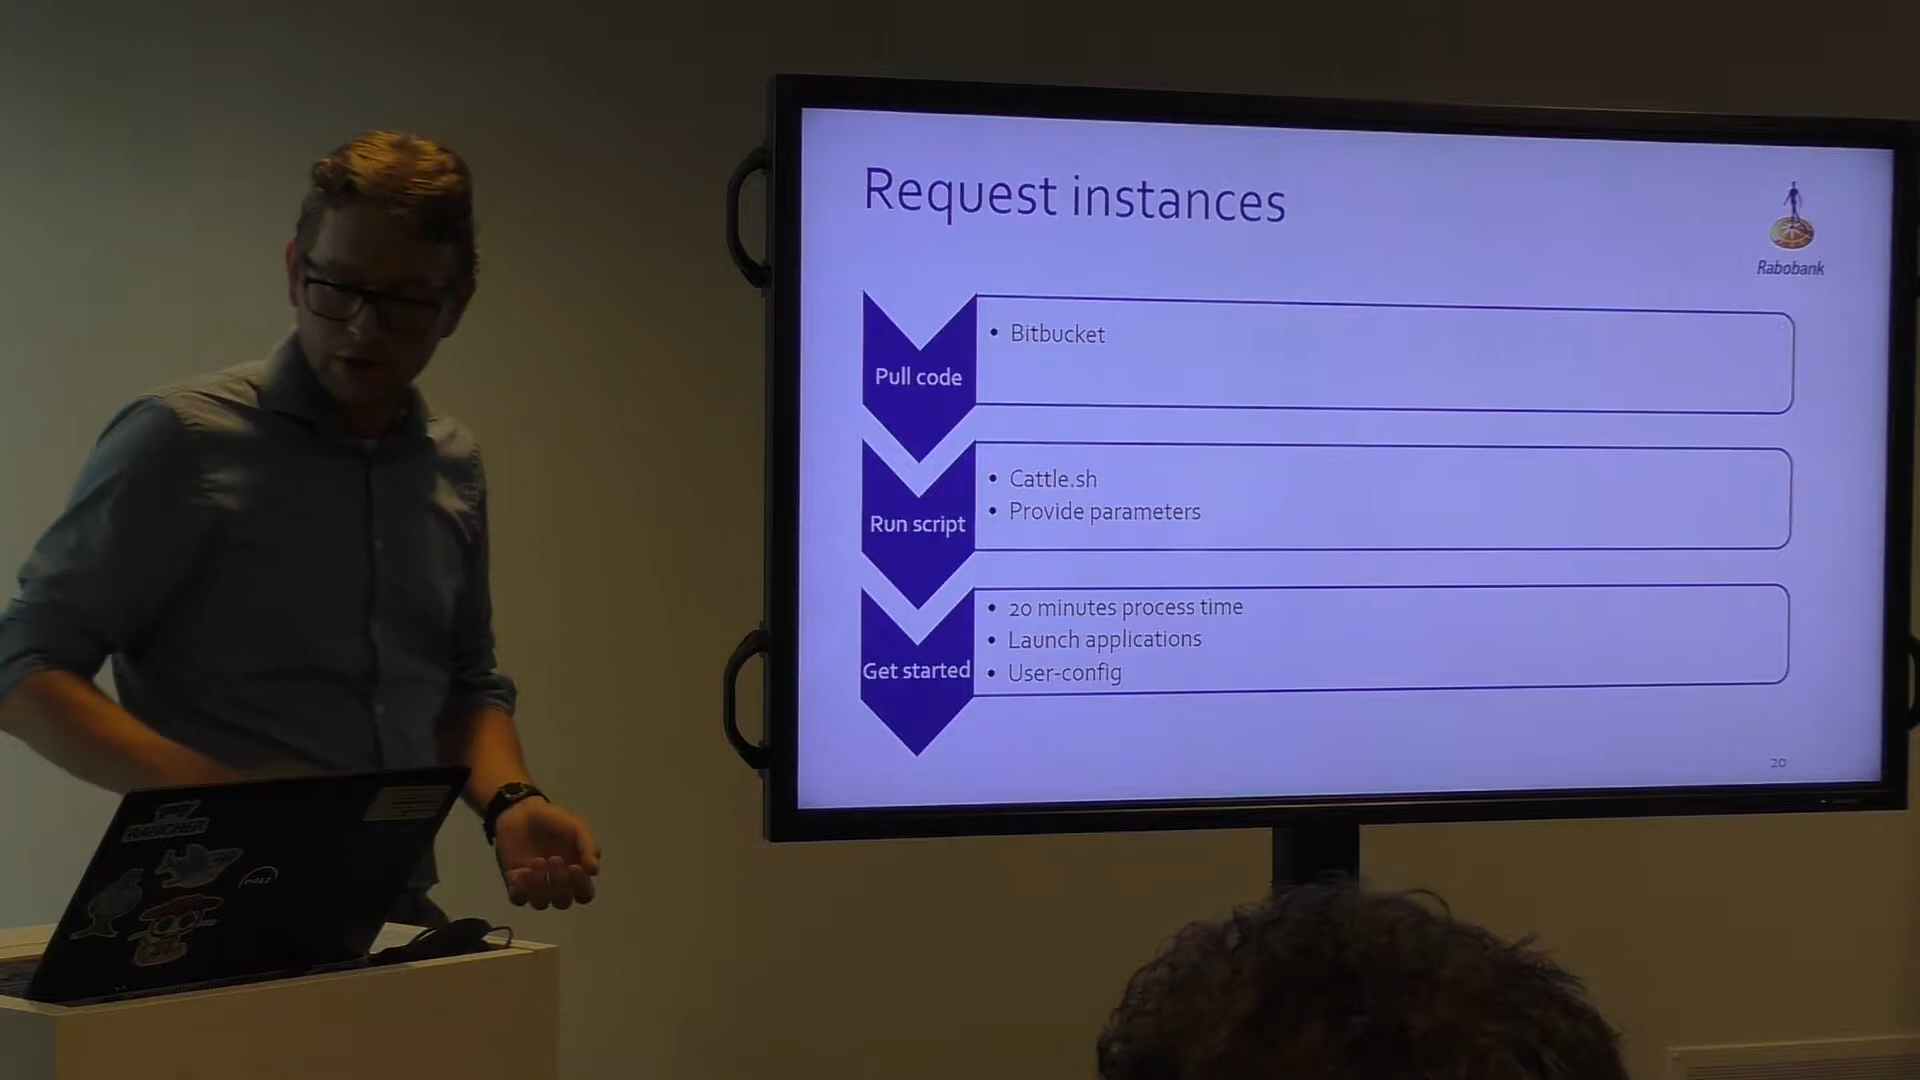 Request instances
Rabobank
Pull code
• Bitbucket
Run script
• Cattle.sh
• Provide parameters
Get started
• 20 minutes process time
• Launch applications
• User-config
20
RANCHER